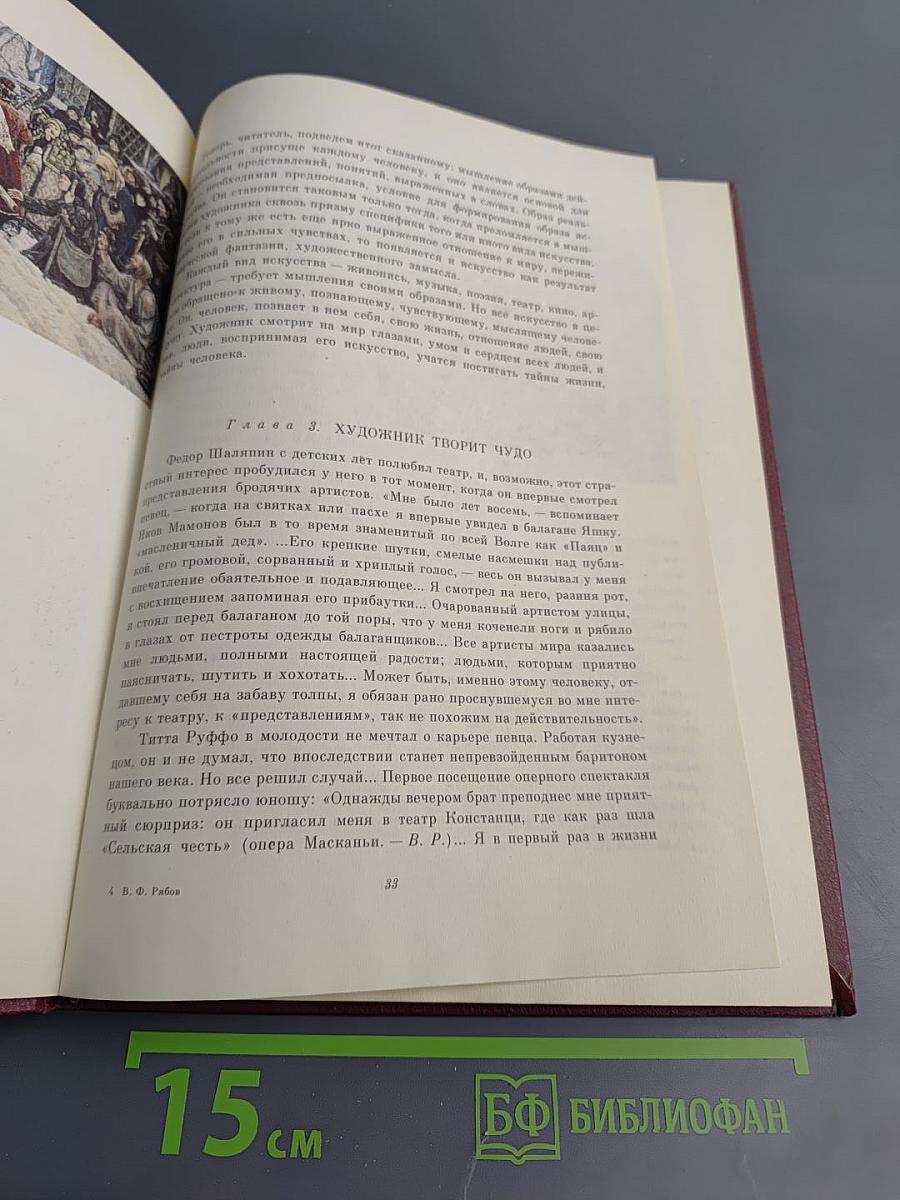 читатель, подведем итог сказанному: мышление образами дей-
присуще каждому человеку, и оно является основой для
представлений, понятий, выраженных в словах. Образ реаль-
необходимая предпосылка, условие для формирования образа ис-
Он становится таковым только тогда, когда преломляется в мыш-
художника сквозь призму специфики того или иного вида искусства.
к тому же есть еще ярко выраженное отношение к миру, пережи-
его в сильных чувствах, то появляется и искусство как результат
фантазии, художественного замысла.
Каждый вид искусства — живопись, музыка, поэзия, театр, кино, ар-
— требует мышления своими образами. Но всё искусство в це-
обращено к живому, познающему, чувствующему, мыслящему челове-
Он, человек, познает в нем себя, свою жизнь, отношение людей, свою
Художник смотрит на мир глазами, умом и сердцем всех людей, и
люди, воспринимая его искусство, учатся постигать тайны жизни,
тайны человека.
Глава 3. ХУДОЖНИК ТВОРИТ ЧУДО
Федор Шаляпин с детских лет полюбил театр, и, возможно, этот стра-
стный интерес пробудился у него в тот момент, когда он впервые смотрел
представления бродячих артистов. «Мне было лет восемь, — вспоминает
певец, — когда на святках или пасхе я впервые увидел в балагане Яшку.
Яков Мамонов был в то время знаменитый по всей Волге как «Паяц» и
«масленичный дед». ...Его крепкие шутки, смелые насмешки над публи-
кой, его громовой, сорванный и хриплый голос, — весь он вызывал у меня
впечатление обаятельное и подавляющее... Я смотрел на него, разиня рот,
с восхищением запоминая его прибаутки... Очарованный артистом улицы,
я стоял перед балаганом до той поры, что у меня коченели ноги и рябило
в глазах от пестроты одежды балаганщиков... Все артисты мира казались
мне людьми, полными настоящей радости; людьми, которым приятно
паясничать, шутить и хохотать... Может быть, именно этому человеку, от-
давшему себя на забаву толпы, я обязан рано проснувшемуся во мне инте-
ресу к театру, к «представлениям», так не похожим на действительность».
Титта Руффо в молодости не мечтал о карьере певца. Работая кузне-
цом, он и не думал, что впоследствии станет непревзойденным баритоном
нашего века. Но все решил случай... Первое посещение оперного спектакля
буквально потрясло юношу: «Однажды вечером брат преподнес мне прият-
ный сюрприз: он пригласил меня в театр Констанци, где как раз шла
«Сельская честь» (опера Масканьи. — В. Р.)... Я в первый раз в жизни
4 В. Ф. Рябов
33
15 см
БФ БИБЛИОФАН